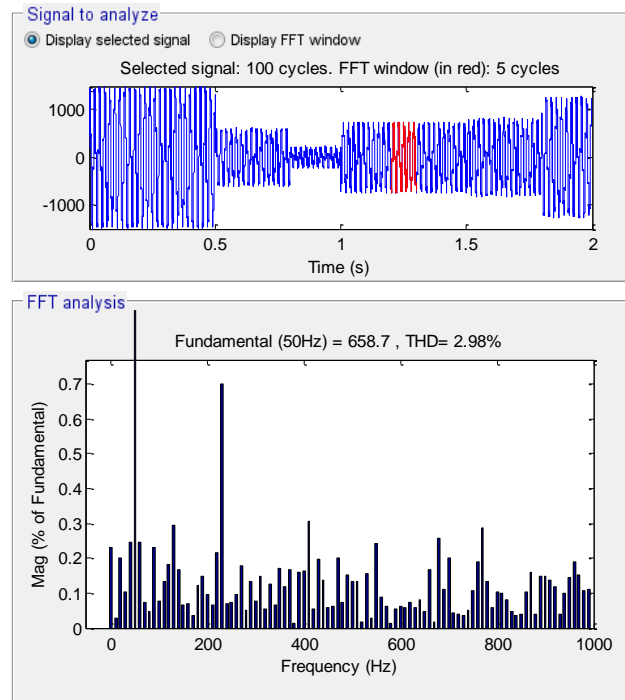 Signal to analyze
Display selected signal Display FFT window
Selected signal: 100 cycles. FFT window (in red): 5 cycles
1000
0
-1000
0 0.5 1 1.5 2
Time (s)
FFT analysis
Fundamental (50Hz) = 658.7 , THD= 2.98%
0.7
0.6
0.5
0.4
0.3
0.2
0.1
0
Mag (% of Fundamental)
0 200 400 600 800 1000
Frequency (Hz)